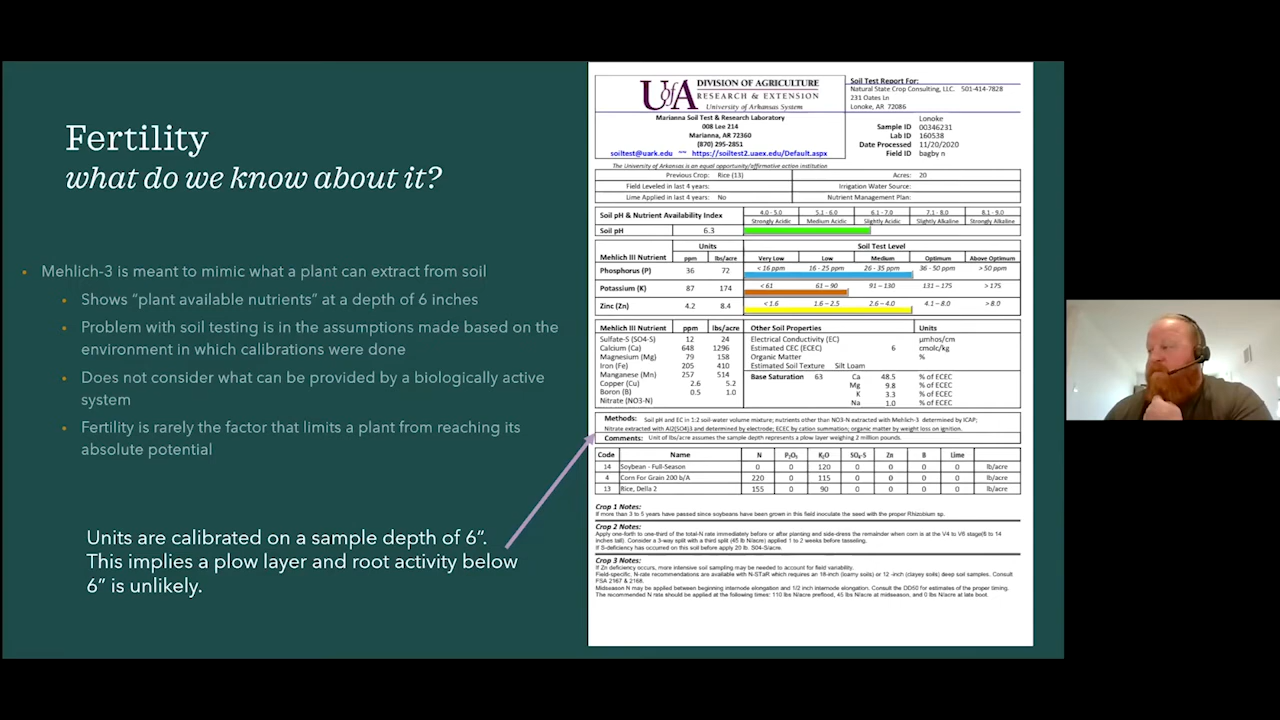 Fertility
what do we know about it?
▪ Mehlich-3 is meant to mimic what a plant can extract from soil
▪ Shows "plant available nutrients" at a depth of 6 inches
▪ Problem with soil testing is in the assumptions made based on the
environment in which calibrations were done
▪ Does not consider what can be provided by a biologically active
system
▪ Fertility is rarely the factor that limits a plant from reaching its
absolute potential
Units are calibrated on a sample depth of 6".
This implies a plow layer and root activity below
6" is unlikely.
UofA DIVISION OF AGRICULTURE
RESEARCH & EXTENSION
University of Arkansas System
Marianna Soil Test & Research Laboratory
008 Lee 214
Marianna, AR 72360
(870) 295-2851
soiltest@uark.edu ~~ https://soiltest2.uaex.edu/Default.aspx
Soil Test Report For:
Natural State Crop Consulting, LLC. 501-414-7828
231 Oates Ln
Lonoke, AR 72086
Lonoke
Sample ID 00346231
Lab ID 160538
Date Processed 11/20/2020
Field ID bagby n
The University of Arkansas is an equal opportunity/affirmative action institution
Previous Crop: Rice (13) Acres: 20
Field Leveled in last 4 years: Irrigation Water Source:
Lime Applied in last 4 years: No Nutrient Management Plan:
Soil pH & Nutrient Availability Index 4.0 - 5.0 5.1 - 6.0 6.1 - 7.0 7.1 - 8.0 8.1 - 9.0
Strongly Acidic Medium Acidic Slightly Acidic Slightly Alkaline Strongly Alkaline
Soil pH 6.3
Units Soil Test Level
Mehlich III Nutrient ppm lbs/acre Very Low Low Medium Optimum Above Optimum
Phosphorus (P) 36 72 < 16 ppm 16 - 25 ppm 26 - 35 ppm 36 - 50 ppm > 50 ppm
Potassium (K) 87 174 < 61 61 – 90 91 – 130 131 – 175 > 175
Zinc (Zn) 4.2 8.4 < 1.6 1.6 – 2.5 2.6 – 4.0 4.1 - 8.0 > 8.0
Mehlich III Nutrient ppm lbs/acre Other Soil Properties Units
Sulfate-S (SO4-S) 12 24 Electrical Conductivity (EC) µmhos/cm
Calcium (Ca) 648 1296 Estimated CEC (ECEC) 6 cmolc/kg
Magnesium (Mg) 79 158 Organic Matter %
Iron (Fe) 205 410 Estimated Soil Texture Silt Loam
Manganese (Mn) 257 514 Base Saturation 63 Ca 48.5 % of ECEC
Copper (Cu) 2.6 5.2 Mg 9.8 % of ECEC
Boron (B) 0.5 1.0 K 3.3 % of ECEC
Nitrate (NO3-N) Na 1.0 % of ECEC
Methods: Soil pH and EC in 1:2 soil-water volume mixture; nutrients other than NO3-N extracted with Mehlich-3 determined by ICAP;
Nitrate extracted with Al2(SO4)3 and determined by electrode; ECEC by cation summation; organic matter by weight loss on ignition.
Comments: Unit of lbs/acre assumes the sample depth represents a plow layer weighing 2 million pounds.
Code Name N P₂O₅ K₂O SO₄-S Zn B Lime
14 Soybean - Full-Season 0 0 120 0 0 0 0 lb/acre
4 Corn For Grain 200 b/A 220 0 115 0 0 0 0 lb/acre
13 Rice, Della 2 155 0 90 0 0 0 0 lb/acre
Crop 1 Notes:
If more than 3 to 5 years have passed since soybeans have been grown in this field inoculate the seed with the proper Rhizobium sp.
Crop 2 Notes:
Apply one-forth to one-third of the total-N rate immediately before or after planting and side-dress the remainder when corn is at the V4 to V6 stage(8 to 14
inches tall). Consider a 3-way split with a third split (45 lb N/acre) applied 1 to 2 weeks before tasseling.
If S-deficiency has occurred on this soil before apply 20 lb. S04-S/acre.
Crop 3 Notes:
If Zn deficiency occurs, more intensive soil sampling may be needed to account for field variability.
Field-specific, N-rate recommendations are available with N-STaR which requires an 18-inch (loamy soils) or 12 -inch (clayey soils) deep soil samples. Consult
FSA 2167 & 2168.
Midseason N may be applied between beginning internode elongation and 1/2 inch internode elongation. Consult the DD50 for estimates of the proper timing.
The recommended N rate should be applied at the following times: 110 lbs N/acre preflood, 45 lbs N/acre at midseason, and 0 lbs N/acre at late boot.